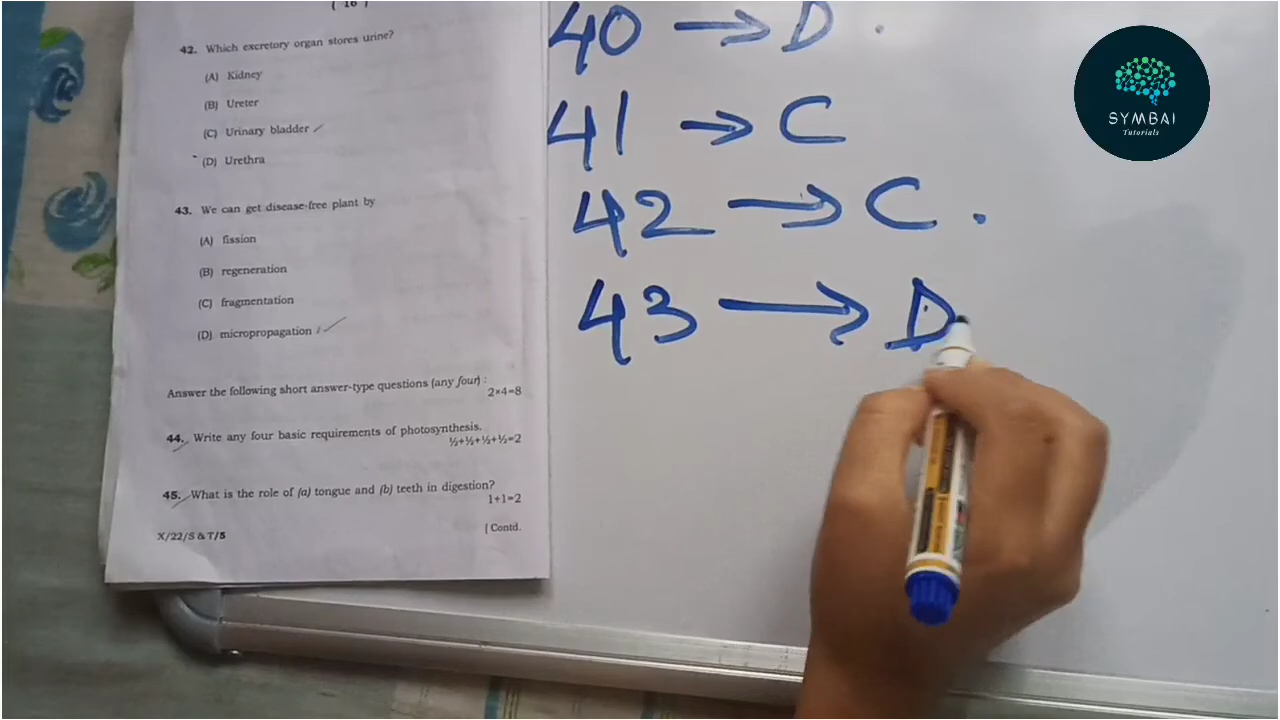 ( 16 )
42. Which excretory organ stores urine?
(A) Kidney
(B) Ureter
(C) Urinary bladder
(D) Urethra
43. We can get disease-free plant by
(A) fission
(B) regeneration
(C) fragmentation
(D) micropropagation
Answer the following short answer-type questions (any four) :
2×4=8
44. Write any four basic requirements of photosynthesis.
½+½+½+½=2
45. What is the role of (a) tongue and (b) teeth in digestion?
1+1=2
X/22/S & T/5
[ Contd.
40 → D .
41 → C
42 → C .
43 → D
SYMBAI
Tutorials